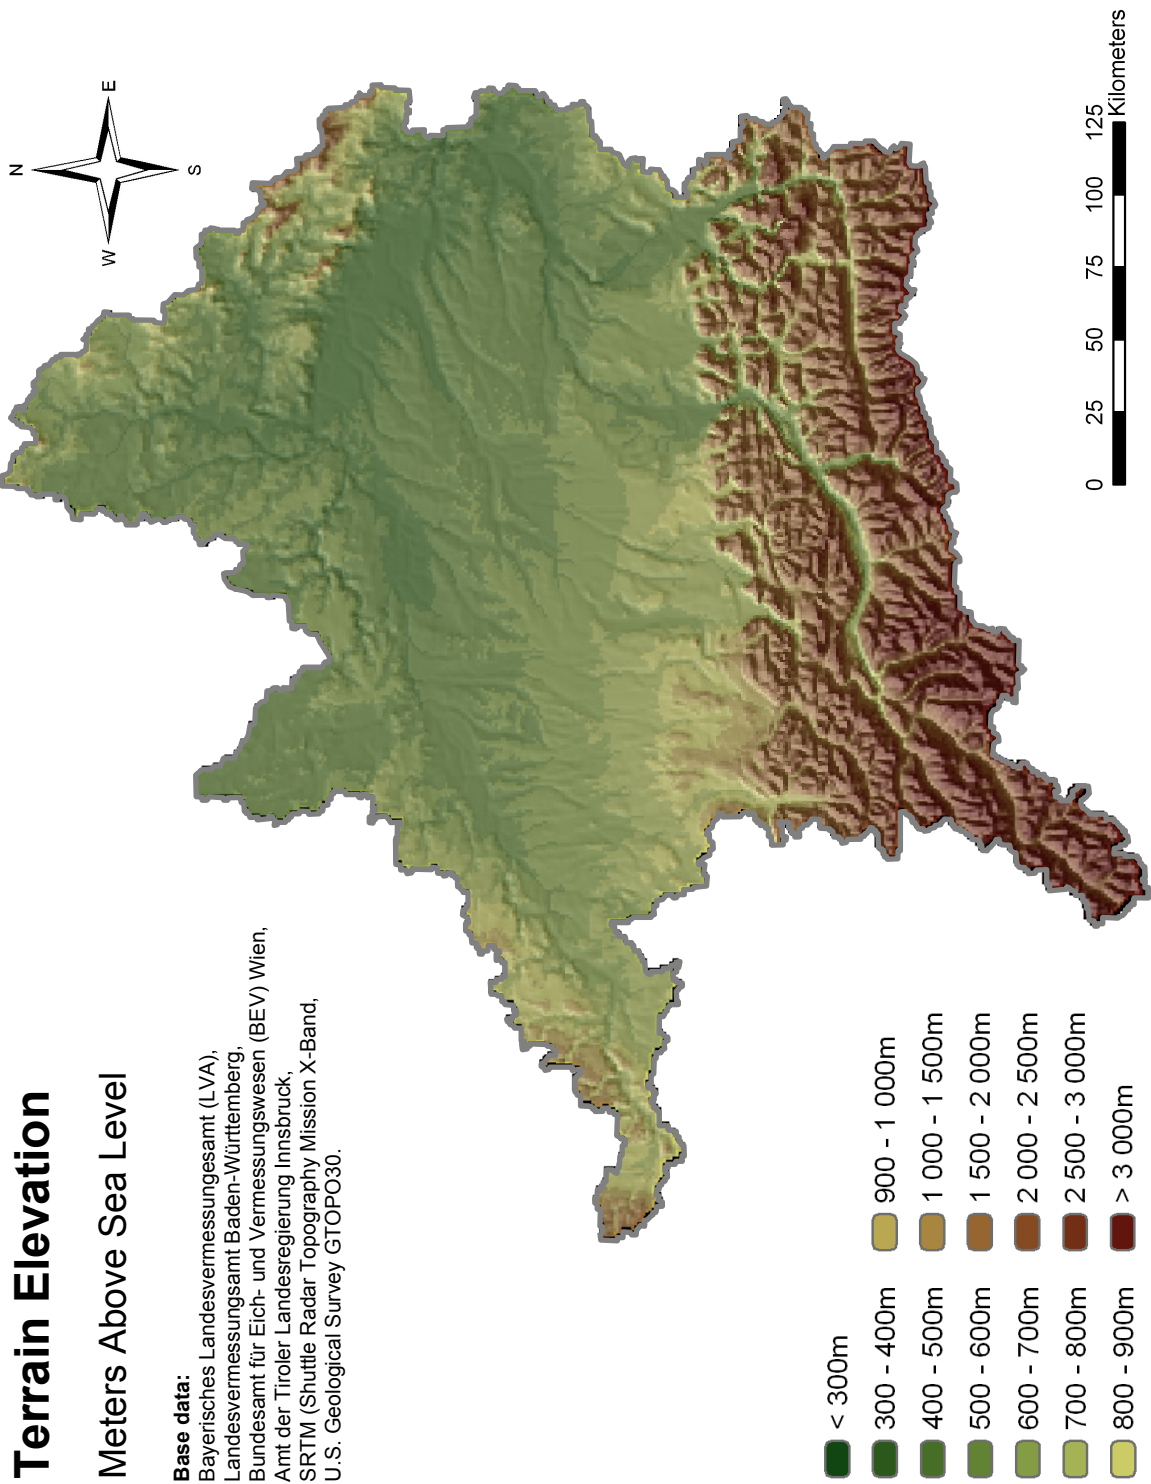 Terrain Elevation
Meters Above Sea Level
Base data:
Bayerisches Landesvermessungesamt (LVA),
Landesvermessungsamt Baden-Württemberg,
Bundesamt für Eich- und Vermessungswesen (BEV) Wien,
Amt der Tiroler Landesregierung Innsbruck,
SRTM (Shuttle Radar Topography Mission X-Band,
U.S. Geological Survey GTOPO30.
N
W
E
S
< 300m
300 - 400m
400 - 500m
500 - 600m
600 - 700m
700 - 800m
800 - 900m
900 - 1 000m
1 000 - 1 500m
1 500 - 2 000m
2 000 - 2 500m
2 500 - 3 000m
> 3 000m
0 25 50 75 100 125
Kilometers